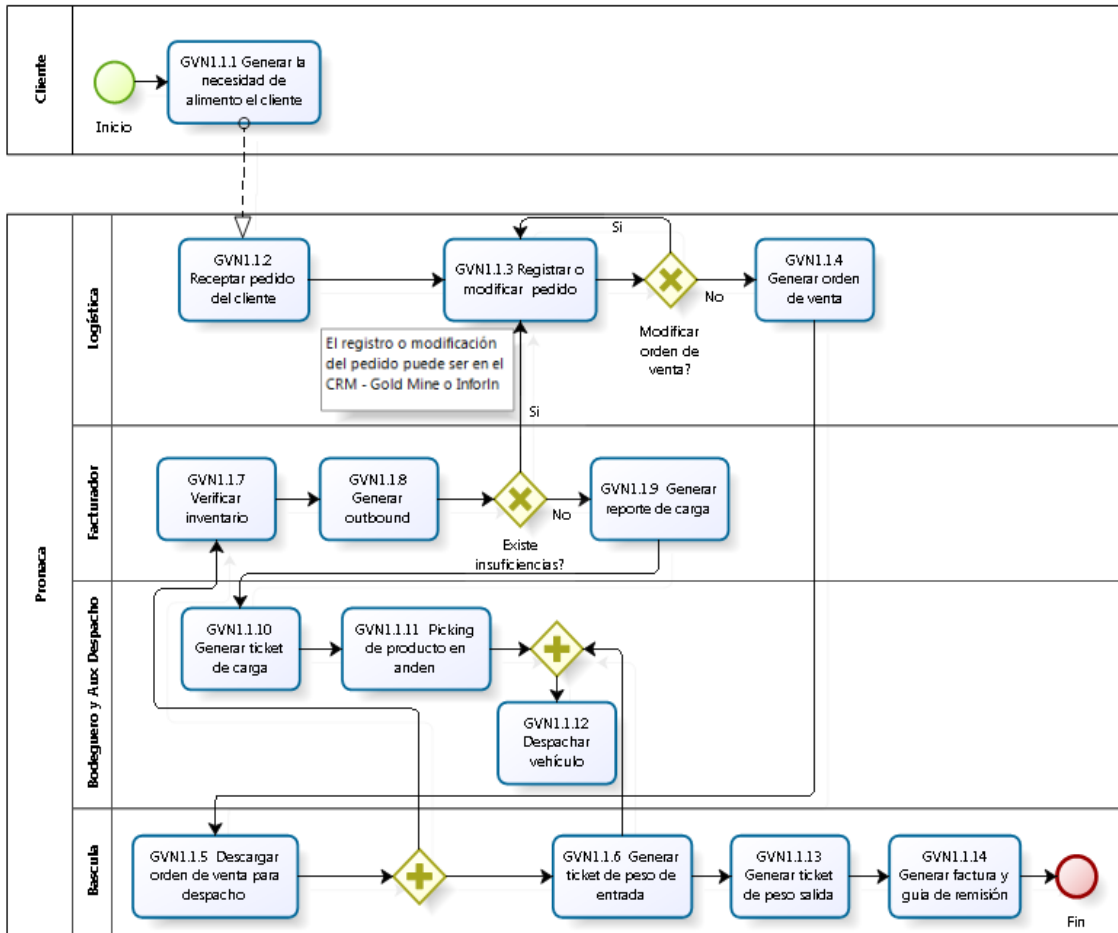 Cliente
Inicio
GVN1.1.1 Generar la
necesidad de
alimento el cliente
Pronaca
Logística
GVN1.1.2
Receptar pedido
del cliente
GVN1.1.3 Registrar o
modificar pedido
Si
No
Modificar
orden de
venta?
GVN1.1.4
Generar orden
de venta
El registro o modificación
del pedido puede ser en el
CRM - Gold Mine o Inforln
Si
Facturador
GVN1.1.7
Verificar
inventario
GVN1.1.8
Generar
outbound
No
Existe
insuficiencias?
GVN1.1.9 Generar
reporte de carga
Bodeguero y Aux Despacho
GVN1.1.10
Generar ticket
de carga
GVN1.1.11 Picking
de producto en
anden
GVN1.1.12
Despachar
vehículo
Bascula
GVN1.1.5 Descargar
orden de venta para
despacho
GVN1.1.6 Generar
ticket de peso de
entrada
GVN1.1.13
Generar ticket
de peso salida
GVN1.1.14
Generar factura y
guía de remisión
Fin